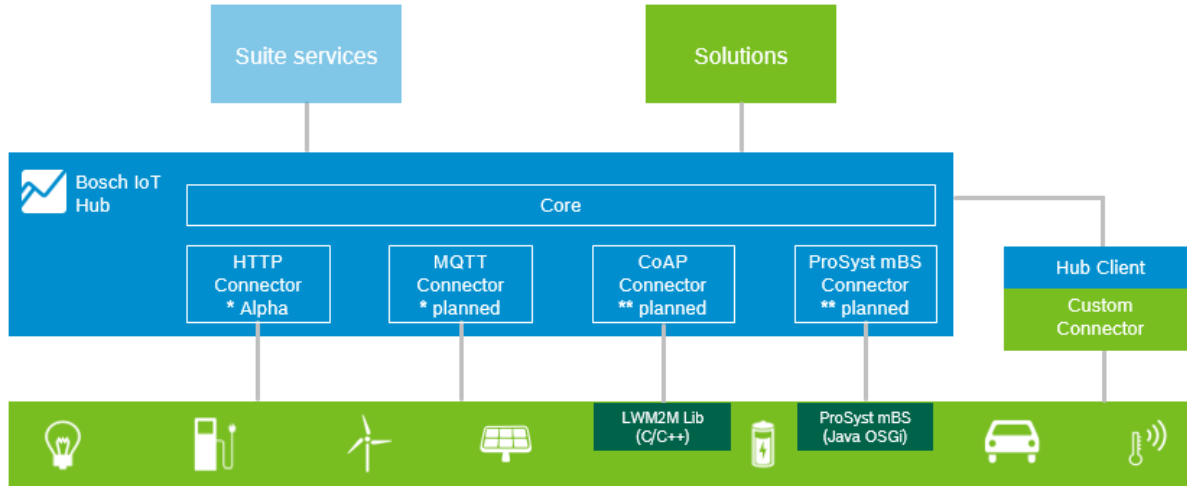 Suite services
Solutions
Bosch IoT
Hub
Core
HTTP
Connector
* Alpha
MQTT
Connector
* planned
CoAP
Connector
** planned
ProSyst mBS
Connector
** planned
Hub Client
Custom
Connector
LWM2M Lib
(C/C++)
ProSyst mBS
(Java OSGi)